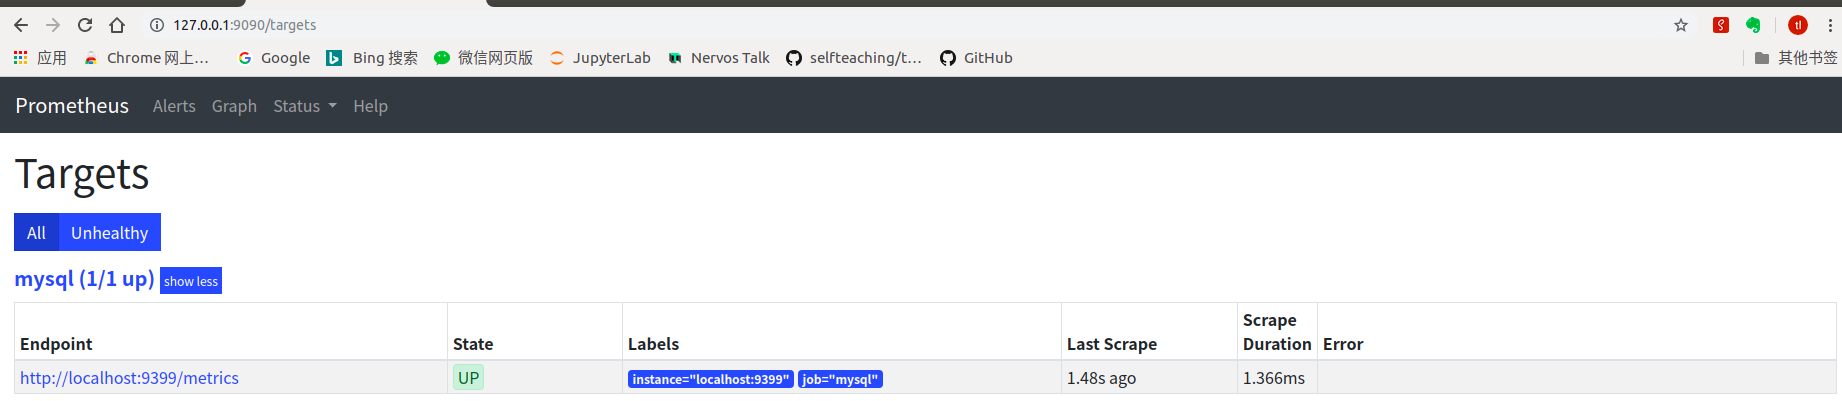 127.0.0.1:9090/targets
tl
应用 Chrome 网上… Google Bing 搜索 微信网页版 JupyterLab Nervos Talk selfteaching/t… GitHub 其他书签
Prometheus Alerts Graph Status Help
Targets
All Unhealthy
mysql (1/1 up) show less
Endpoint State Labels Last Scrape Scrape Duration Error
http://localhost:9399/metrics UP instance="localhost:9399" job="mysql" 1.48s ago 1.366ms